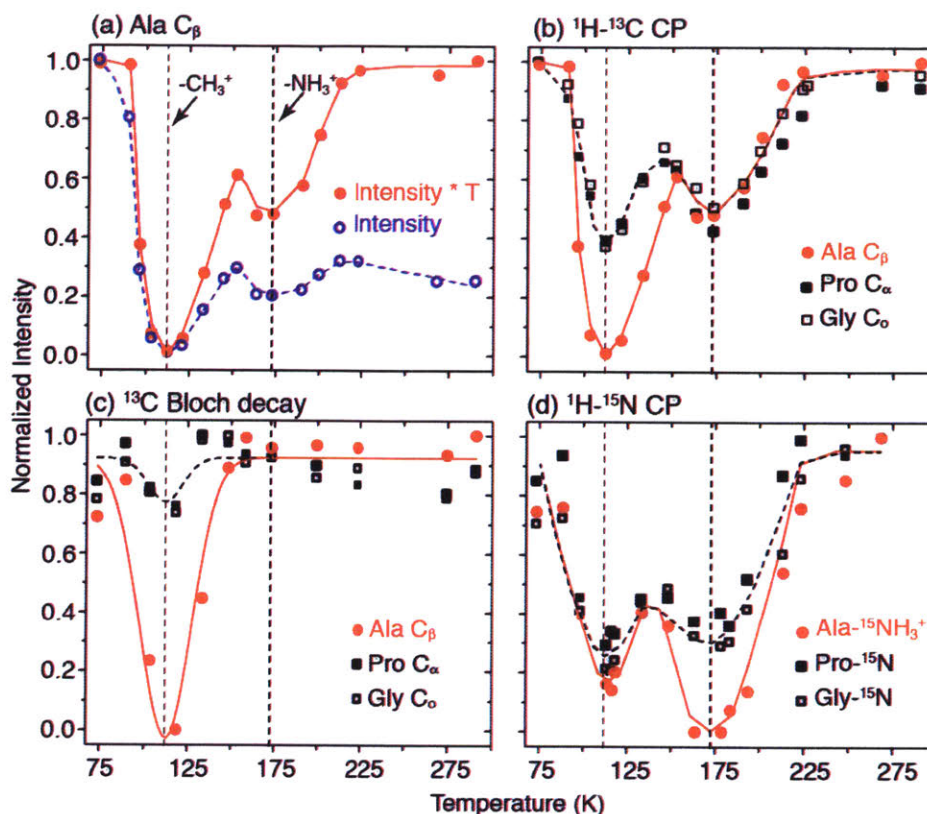 (a) Ala Cβ
-CH₃⁺
-NH₃⁺
Intensity * T
Intensity
1.0
0.8
0.6
0.4
0.2
0.0
(b) ¹H-¹³C CP
Ala Cβ
Pro Cα
Gly C₀
Normalized Intensity
(c) ¹³C Bloch decay
1.0
0.8
0.6
0.4
0.2
0.0
Ala Cβ
Pro Cα
Gly C₀
75 125 175 225 275
(d) ¹H-¹⁵N CP
Ala-¹⁵NH₃⁺
Pro-¹⁵N
Gly-¹⁵N
75 125 175 225 275
Temperature (K)